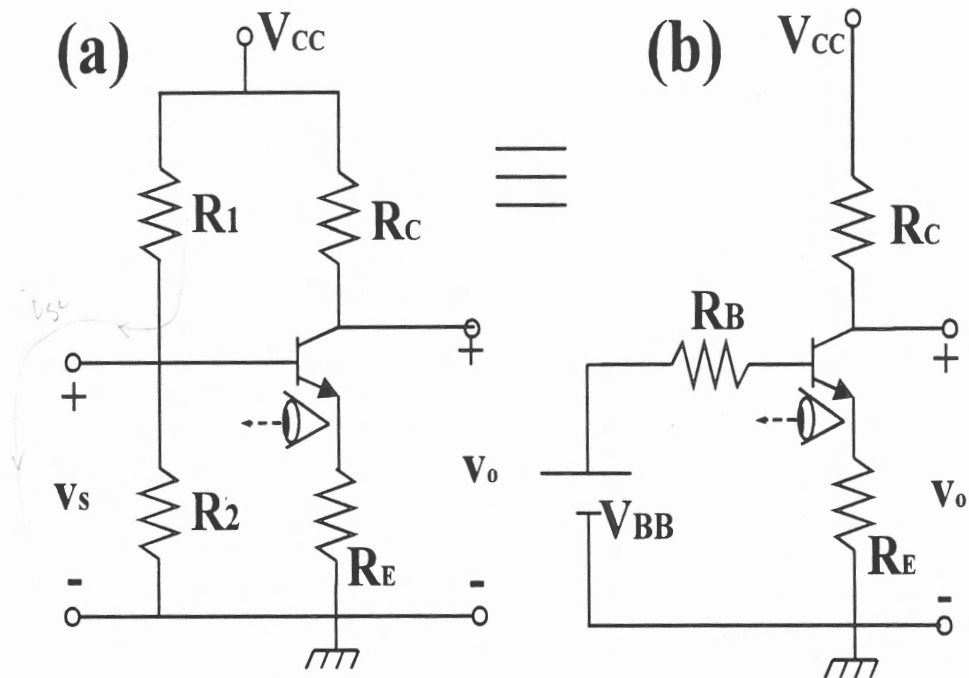 (a)
VCC
R1
RC
+
vs
R2
-
RE
+
vo
-
(b)
VCC
RC
RB
+
VBB
vo
RE
-